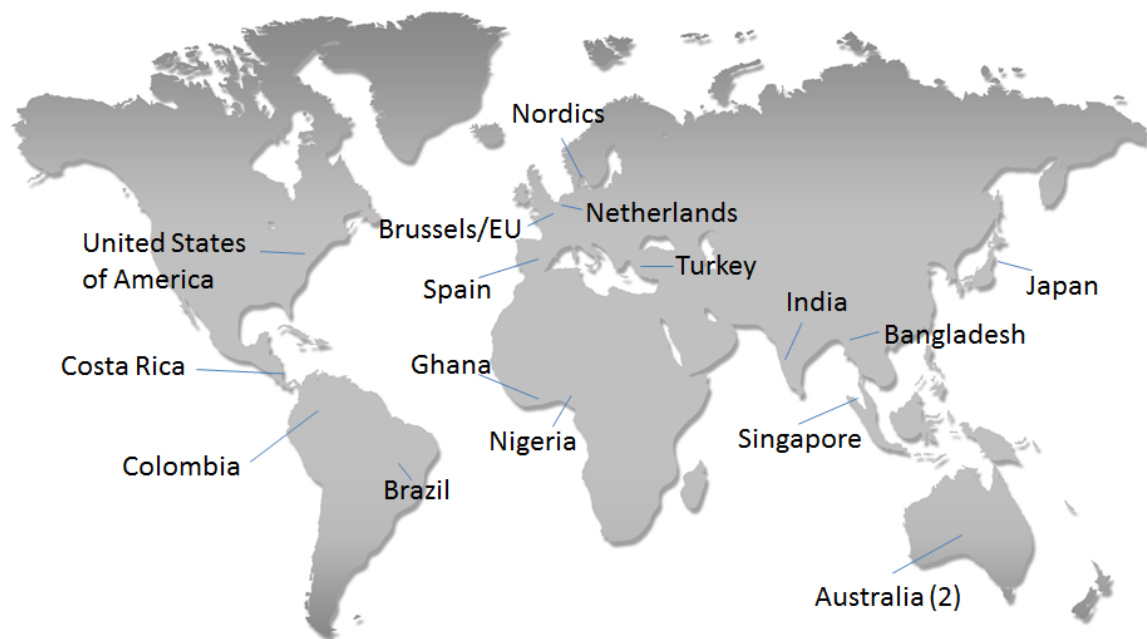 Nordics
Netherlands
Brussels/EU
United States
of America
Turkey
Spain
Japan
India
Bangladesh
Costa Rica
Ghana
Singapore
Nigeria
Colombia
Brazil
Australia (2)